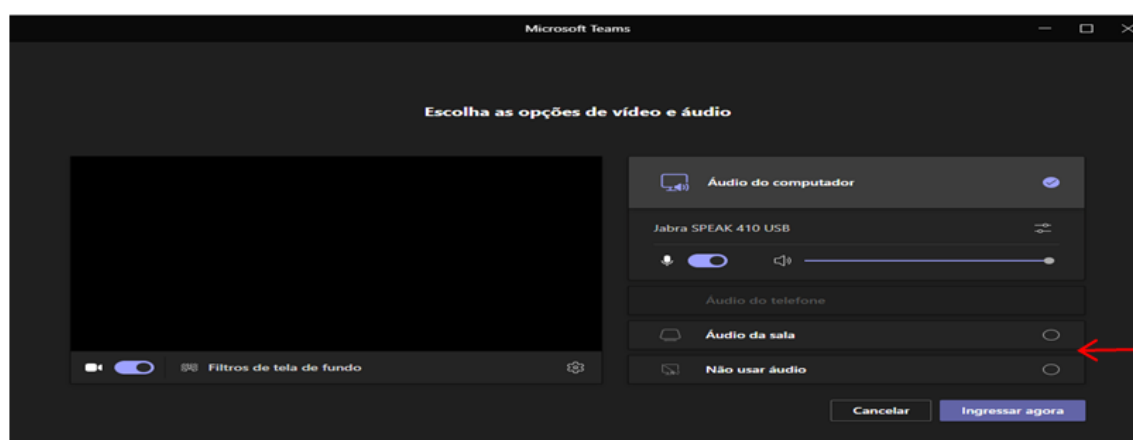 Microsoft Teams
Escolha as opções de vídeo e áudio
Áudio do computador
Jabra SPEAK 410 USB
Áudio do telefone
Áudio da sala
Filtros de tela de fundo
Não usar áudio
Cancelar
Ingressar agora